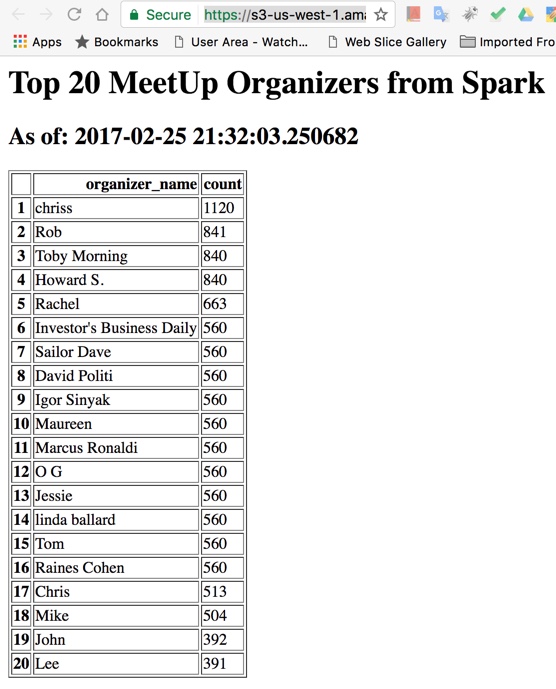 Secure https://s3-us-west-1.ama
Apps Bookmarks User Area - Watch... Web Slice Gallery Imported Fro
Top 20 MeetUp Organizers from Spark
As of: 2017-02-25 21:32:03.250682
organizer_name count
1 chriss 1120
2 Rob 841
3 Toby Morning 840
4 Howard S. 840
5 Rachel 663
6 Investor's Business Daily 560
7 Sailor Dave 560
8 David Politi 560
9 Igor Sinyak 560
10 Maureen 560
11 Marcus Ronaldi 560
12 O G 560
13 Jessie 560
14 linda ballard 560
15 Tom 560
16 Raines Cohen 560
17 Chris 513
18 Mike 504
19 John 392
20 Lee 391